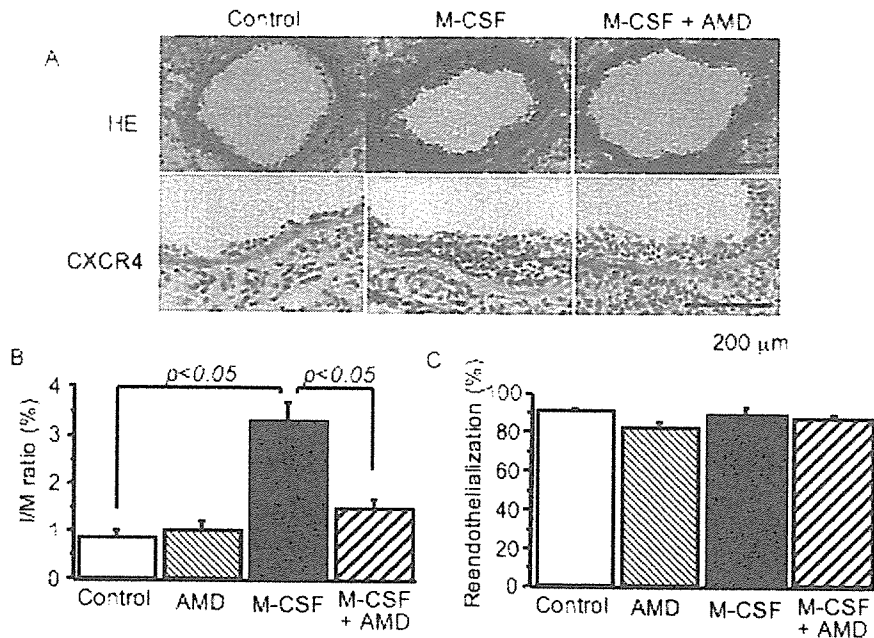 Control M-CSF M-CSF + AMD
A
HE
CXCR4
200 µm
B
I/M ratio (%)
4
3
2
1
0
p<0.05 p<0.05
Control AMD M-CSF M-CSF + AMD
C
Reendothelialization (%)
100
80
60
40
20
0
Control AMD M-CSF M-CSF + AMD